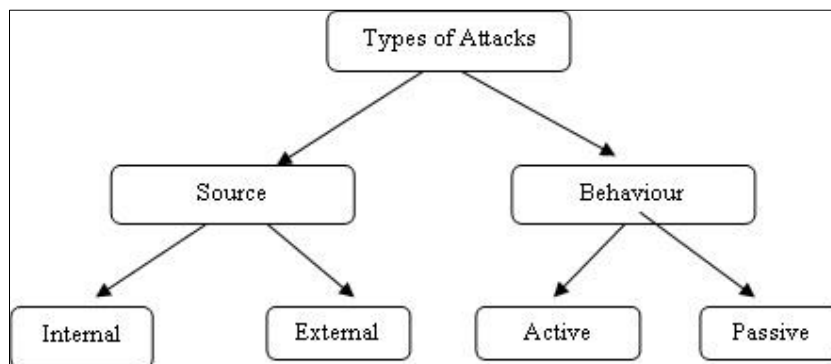 Types of Attacks
Source
Behaviour
Internal
External
Active
Passive